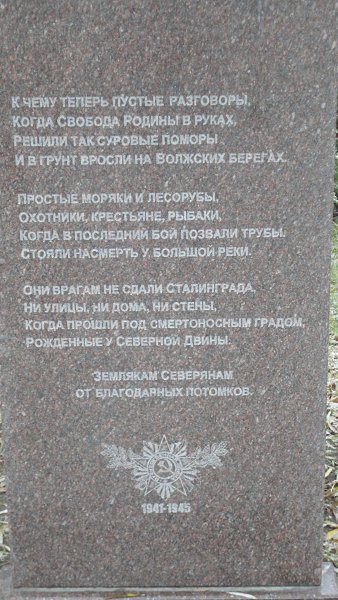 К ЧЕМУ ТЕПЕРЬ ПУСТЫЕ РАЗГОВОРЫ,
КОГДА СВОБОДА РОДИНЫ В РУКАХ,
РЕШИЛИ ТАК СУРОВЫЕ ПОМОРЫ
И В ГРУНТ ВРОСЛИ НА ВОЛЖСКИХ БЕРЕГАХ.
ПРОСТЫЕ МОРЯКИ И ЛЕСОРУБЫ,
ОХОТНИКИ, КРЕСТЬЯНЕ, РЫБАКИ,
КОГДА В ПОСЛЕДНИЙ БОЙ ПОЗВАЛИ ТРУБЫ.
СТОЯЛИ НАСМЕРТЬ У БОЛЬШОЙ РЕКИ.
ОНИ ВРАГАМ НЕ СДАЛИ СТАЛИНГРАДА,
НИ УЛИЦЫ, НИ ДОМА, НИ СТЕНЫ,
КОГДА ПРОШЛИ ПОД СМЕРТОНОСНЫМ ГРАДОМ,
РОЖДЕННЫЕ У СЕВЕРНОЙ ДВИНЫ.
ЗЕМЛЯКАМ СЕВЕРЯНАМ
ОТ БЛАГОДАРНЫХ ПОТОМКОВ.
1941-1945